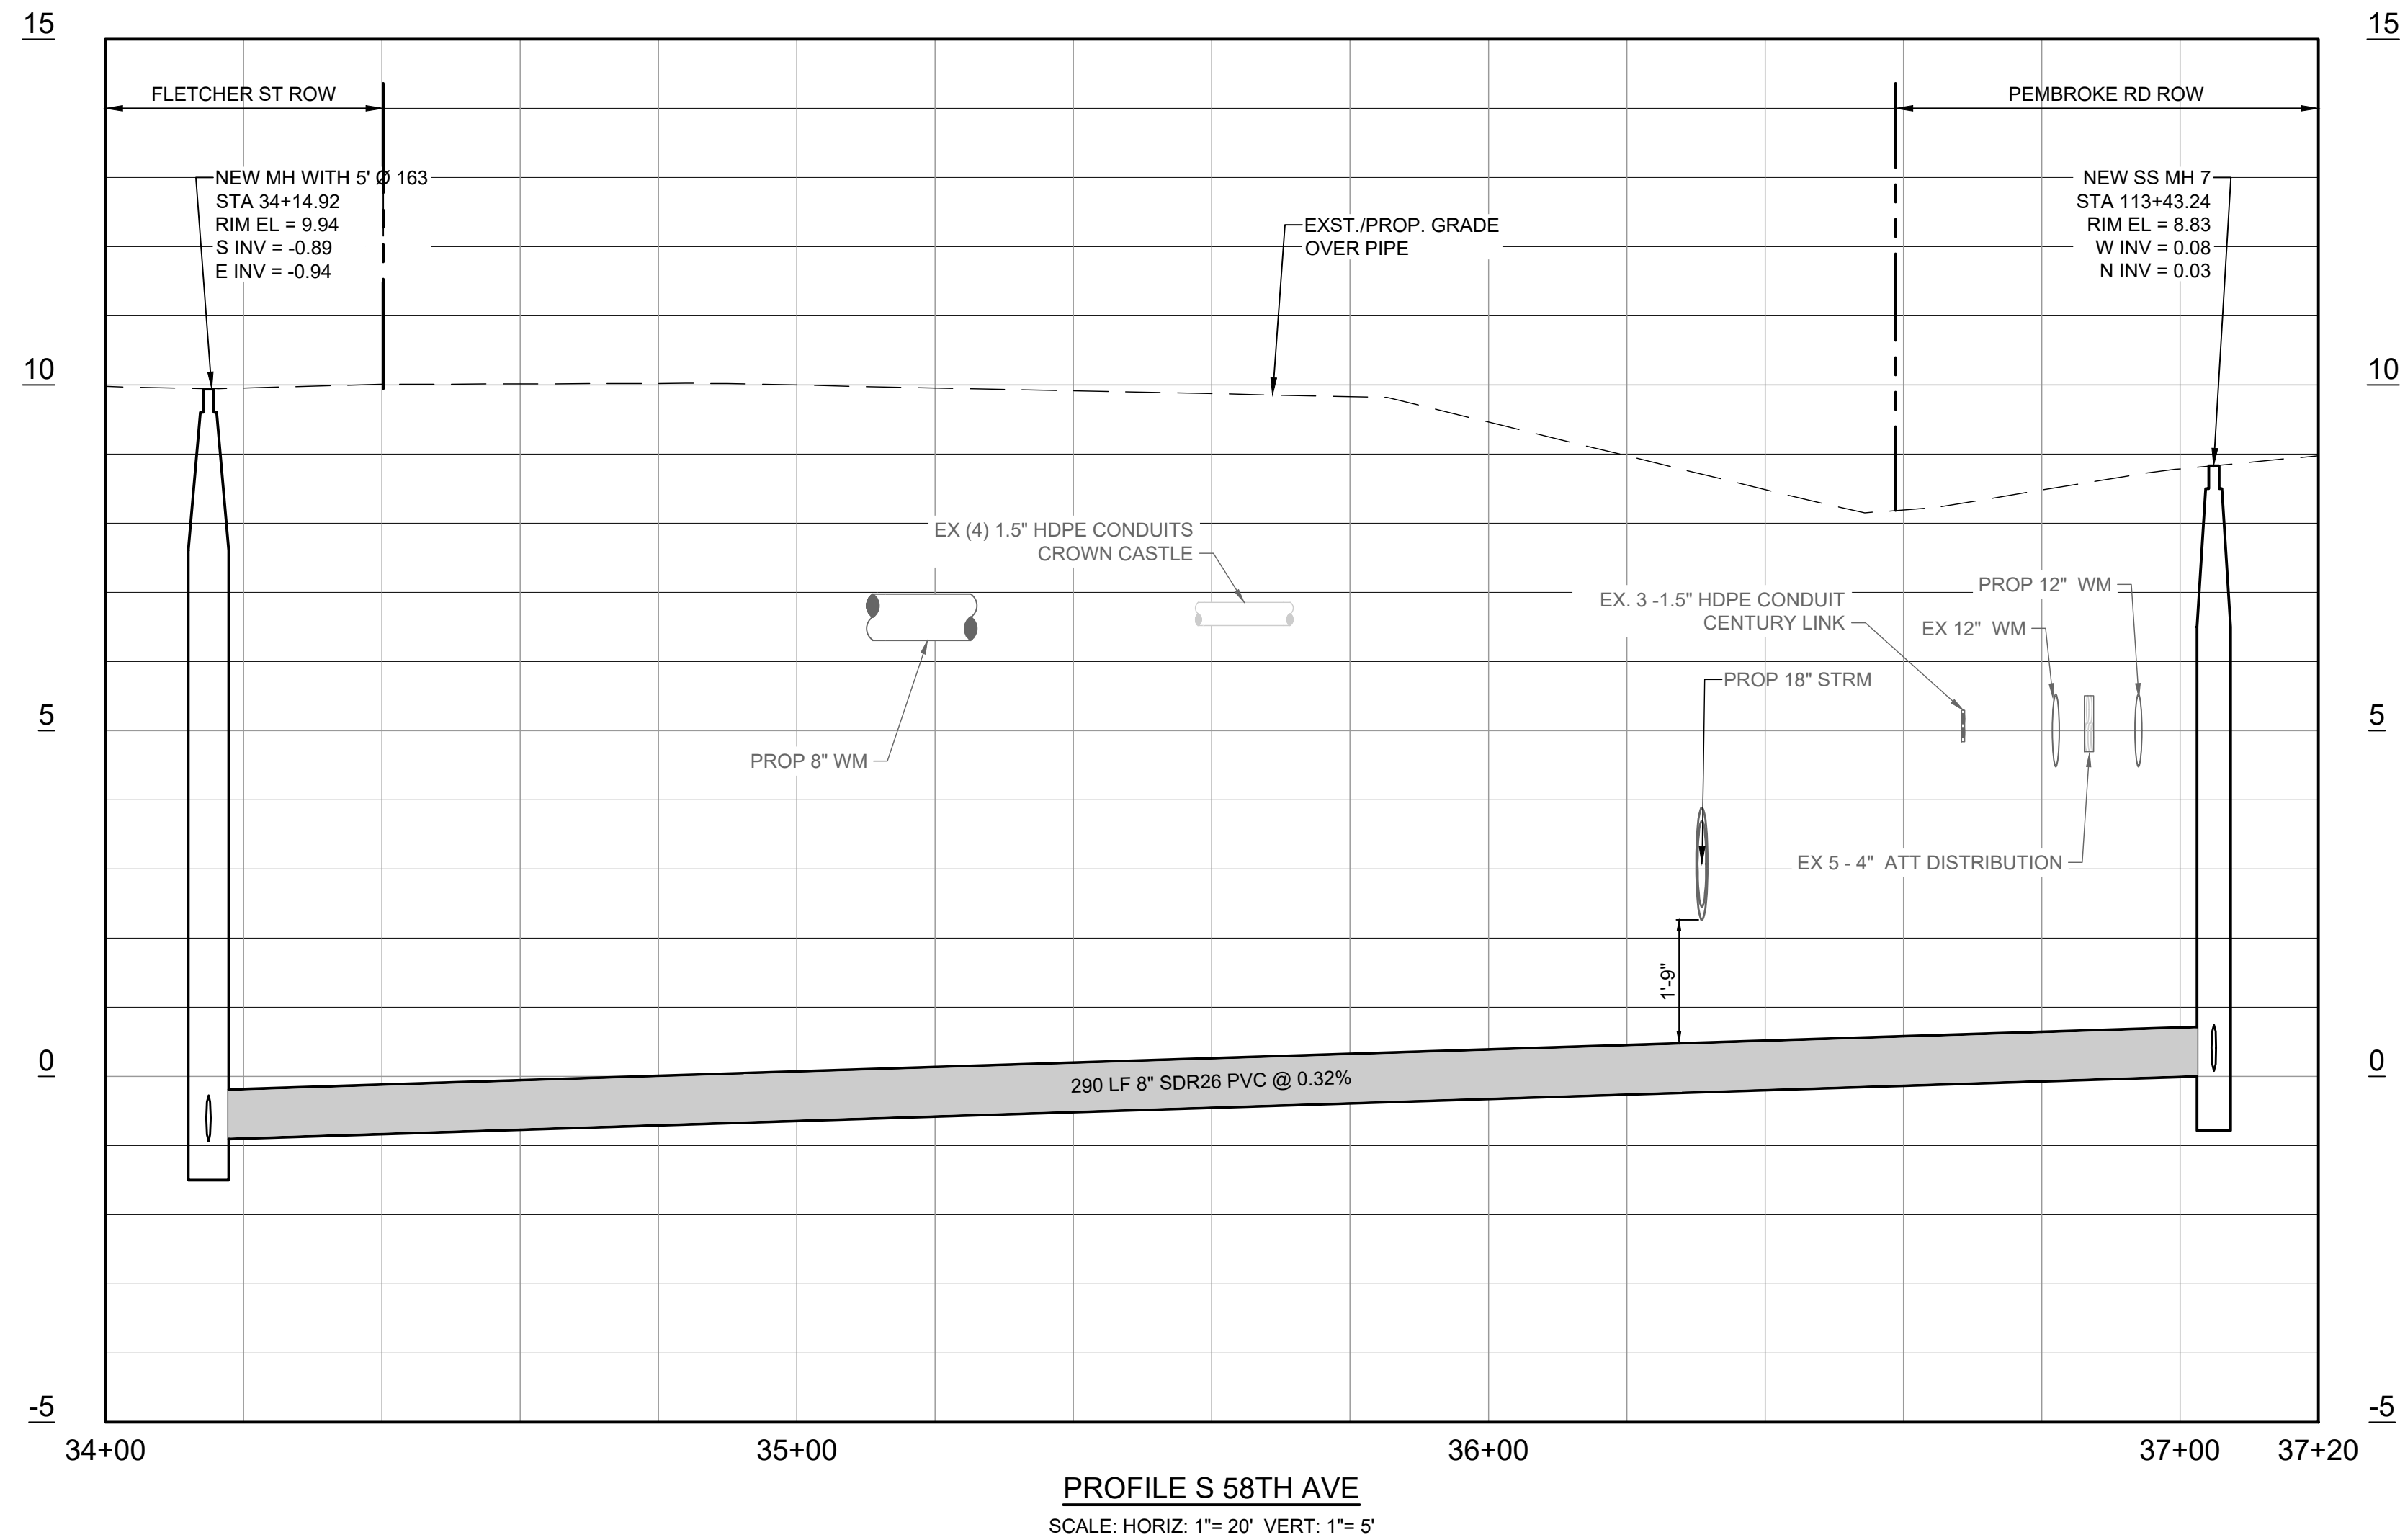 15
15
FLETCHER ST ROW
PEMBROKE RD ROW
NEW MH WITH 5' Ø 163
STA 34+14.92
RIM EL = 9.94
S INV = -0.89
E INV = -0.94
NEW SS MH 7
STA 113+43.24
RIM EL = 8.83
W INV = 0.08
N INV = 0.03
EXST./PROP. GRADE
OVER PIPE
10
10
EX (4) 1.5" HDPE CONDUITS
CROWN CASTLE
EX. 3 -1.5" HDPE CONDUIT
CENTURY LINK
PROP 12" WM
EX 12" WM
PROP 18" STRM
5
5
PROP 8" WM
EX 5 - 4" ATT DISTRIBUTION
1'-9"
0
0
290 LF 8" SDR26 PVC @ 0.32%
-5
-5
34+00
35+00
36+00
37+00
37+20
PROFILE S 58TH AVE
SCALE: HORIZ: 1"= 20' VERT: 1"= 5'